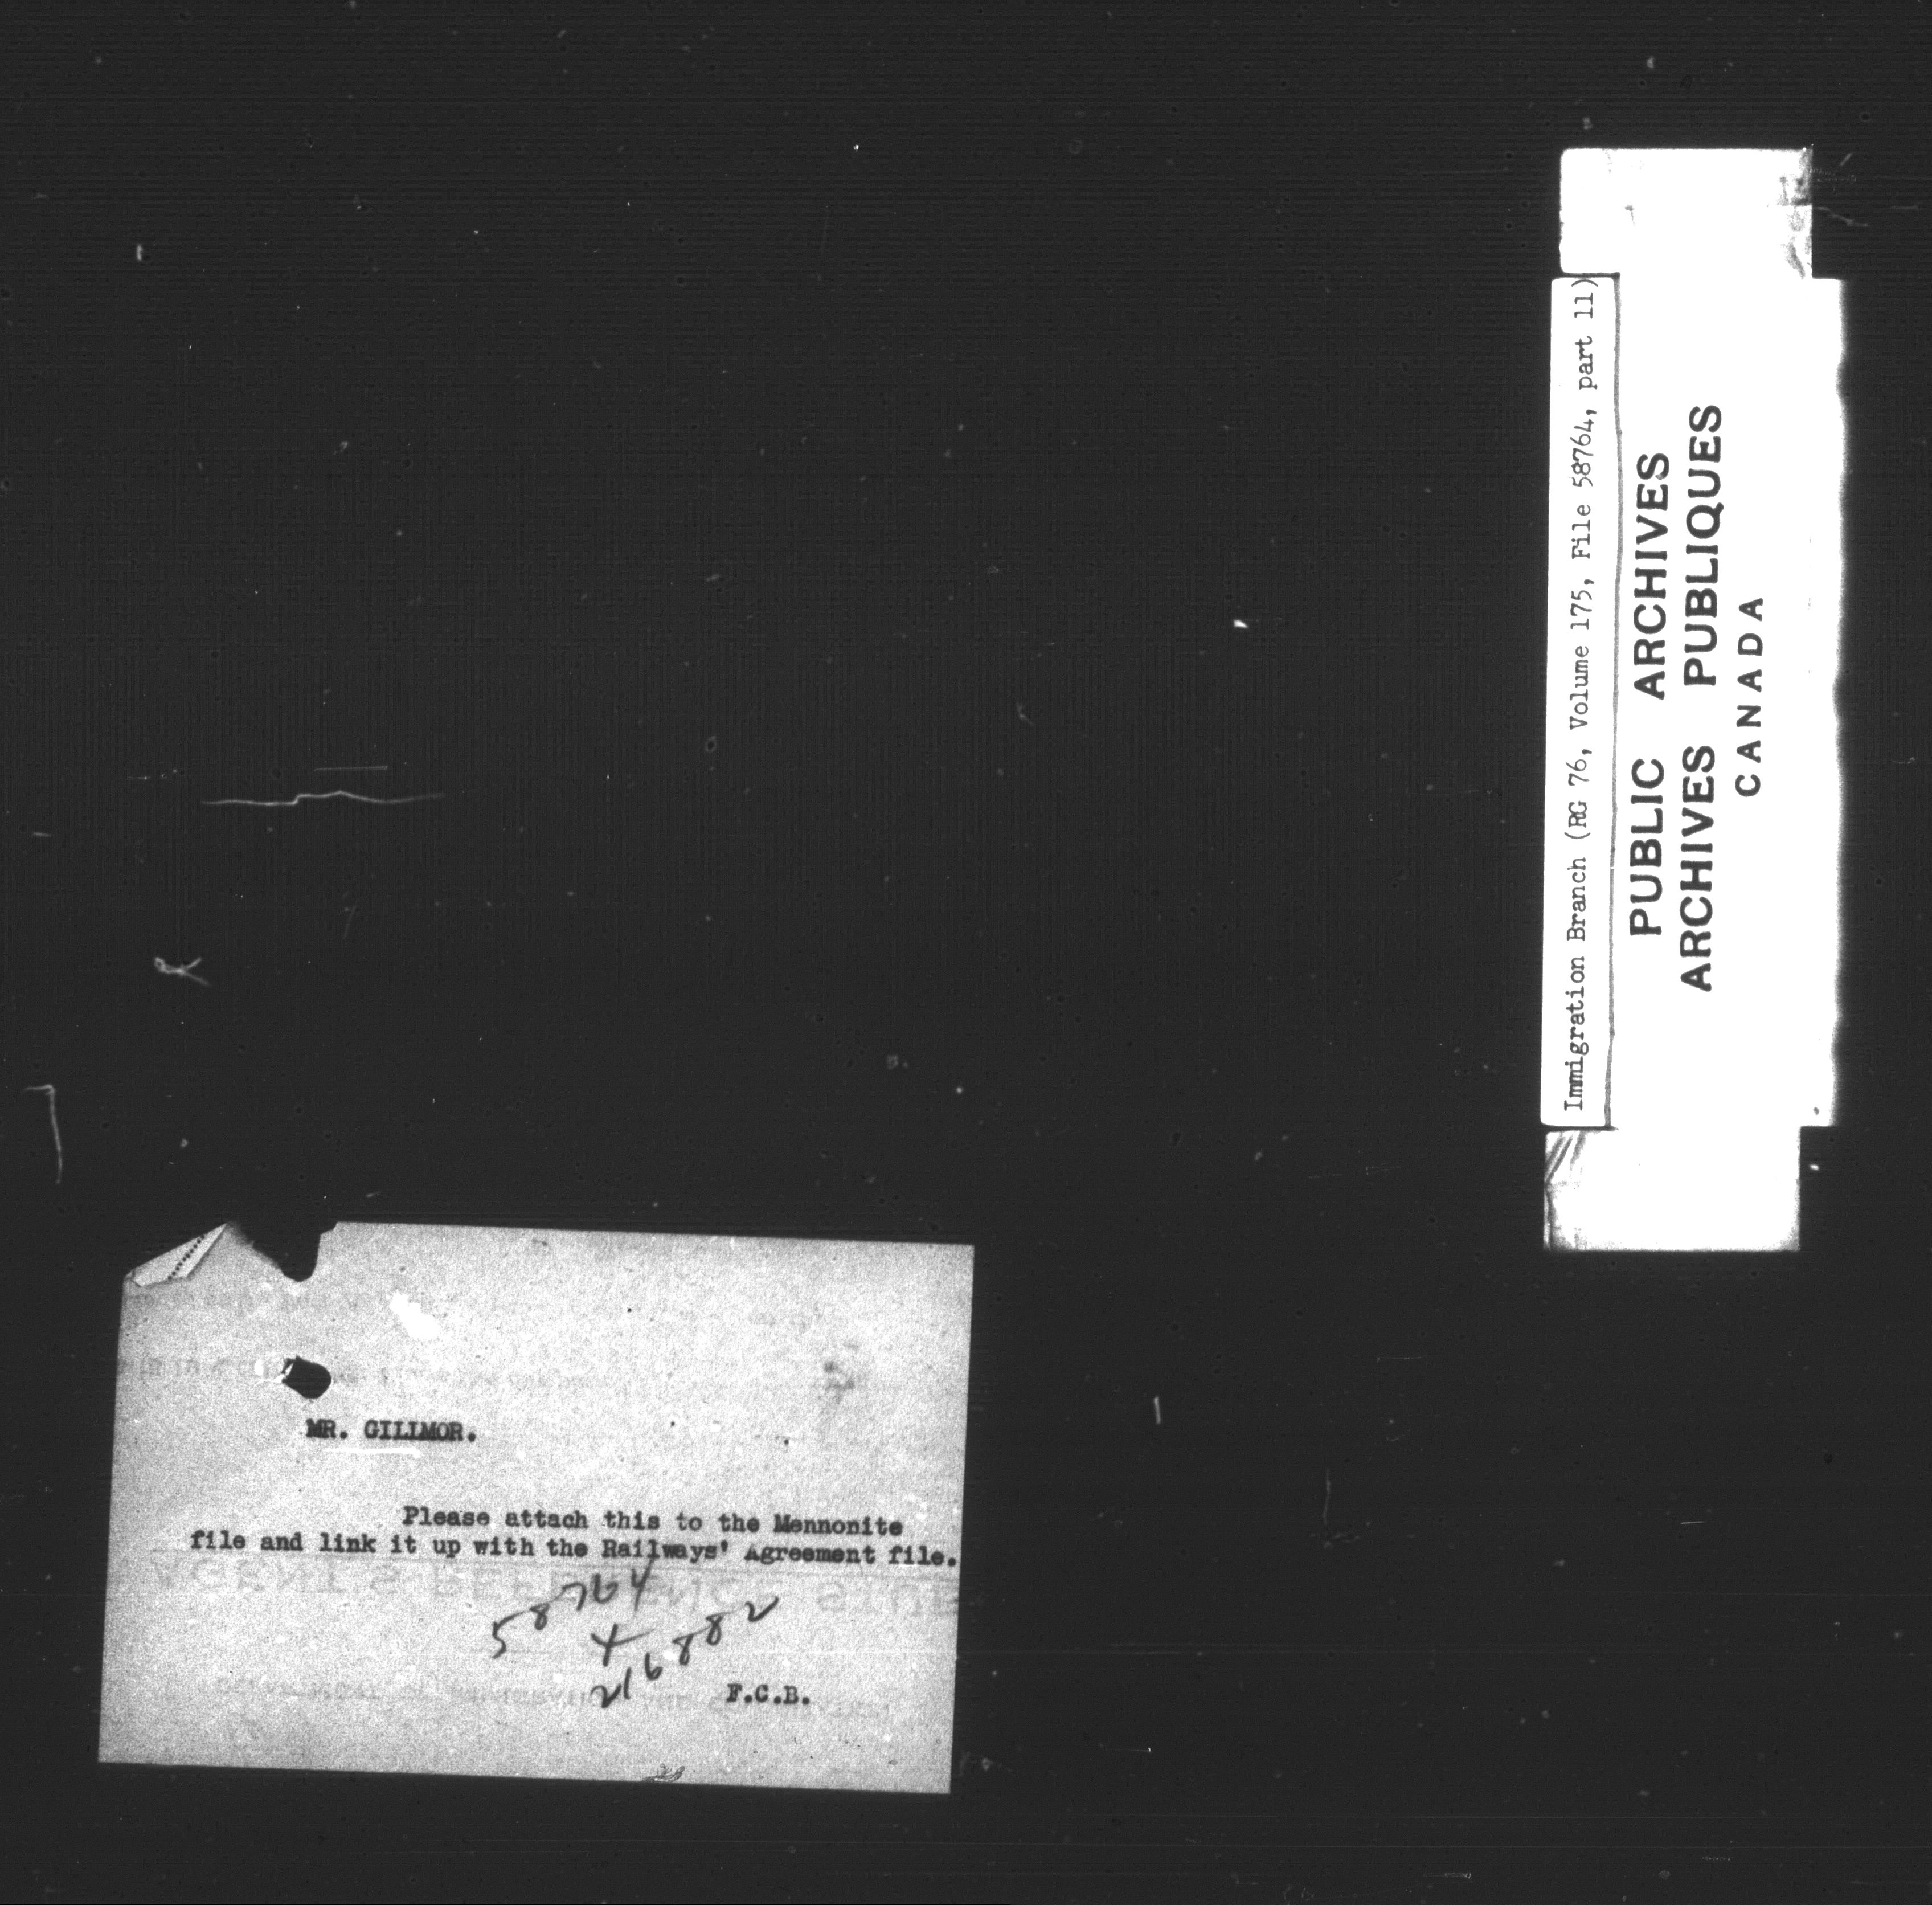 Immigration Branch (RG 76, Volume 175, File 58764, part 11)
PUBLIC ARCHIVES
ARCHIVES PUBLIQUES
CANADA
MR. GILLMOR.
Please attach this to the Mennonite
file and link it up with the Railways' Agreement file.
58764
+
216882
F.C.B.